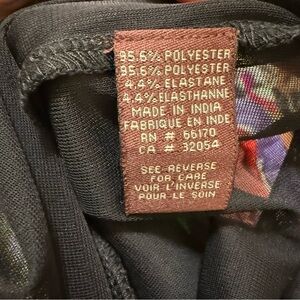 95.6% POLYESTER
95.6% POLYESTER
4.4% ELASTANE
4.4% ELASTHANNE
MADE IN INDIA
FABRIQUE EN INDE
RN # 66170
CA # 32054
SEE REVERSE
FOR CARE
VOIR L'INVERSE
POUR LE SOIN